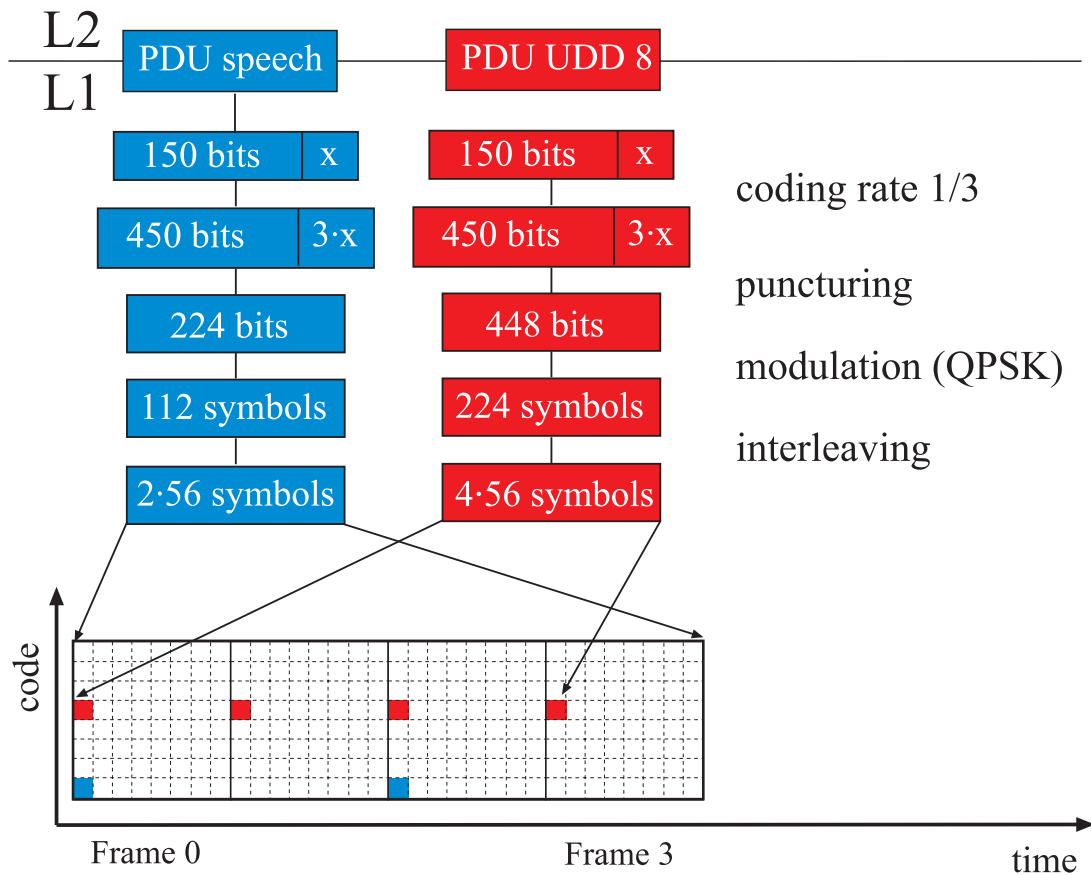 L2
PDU speech
PDU UDD 8
L1
150 bits
x
150 bits
x
coding rate 1/3
450 bits
3·x
450 bits
3·x
puncturing
224 bits
448 bits
modulation (QPSK)
112 symbols
224 symbols
interleaving
2·56 symbols
4·56 symbols
code
Frame 0
Frame 3
time